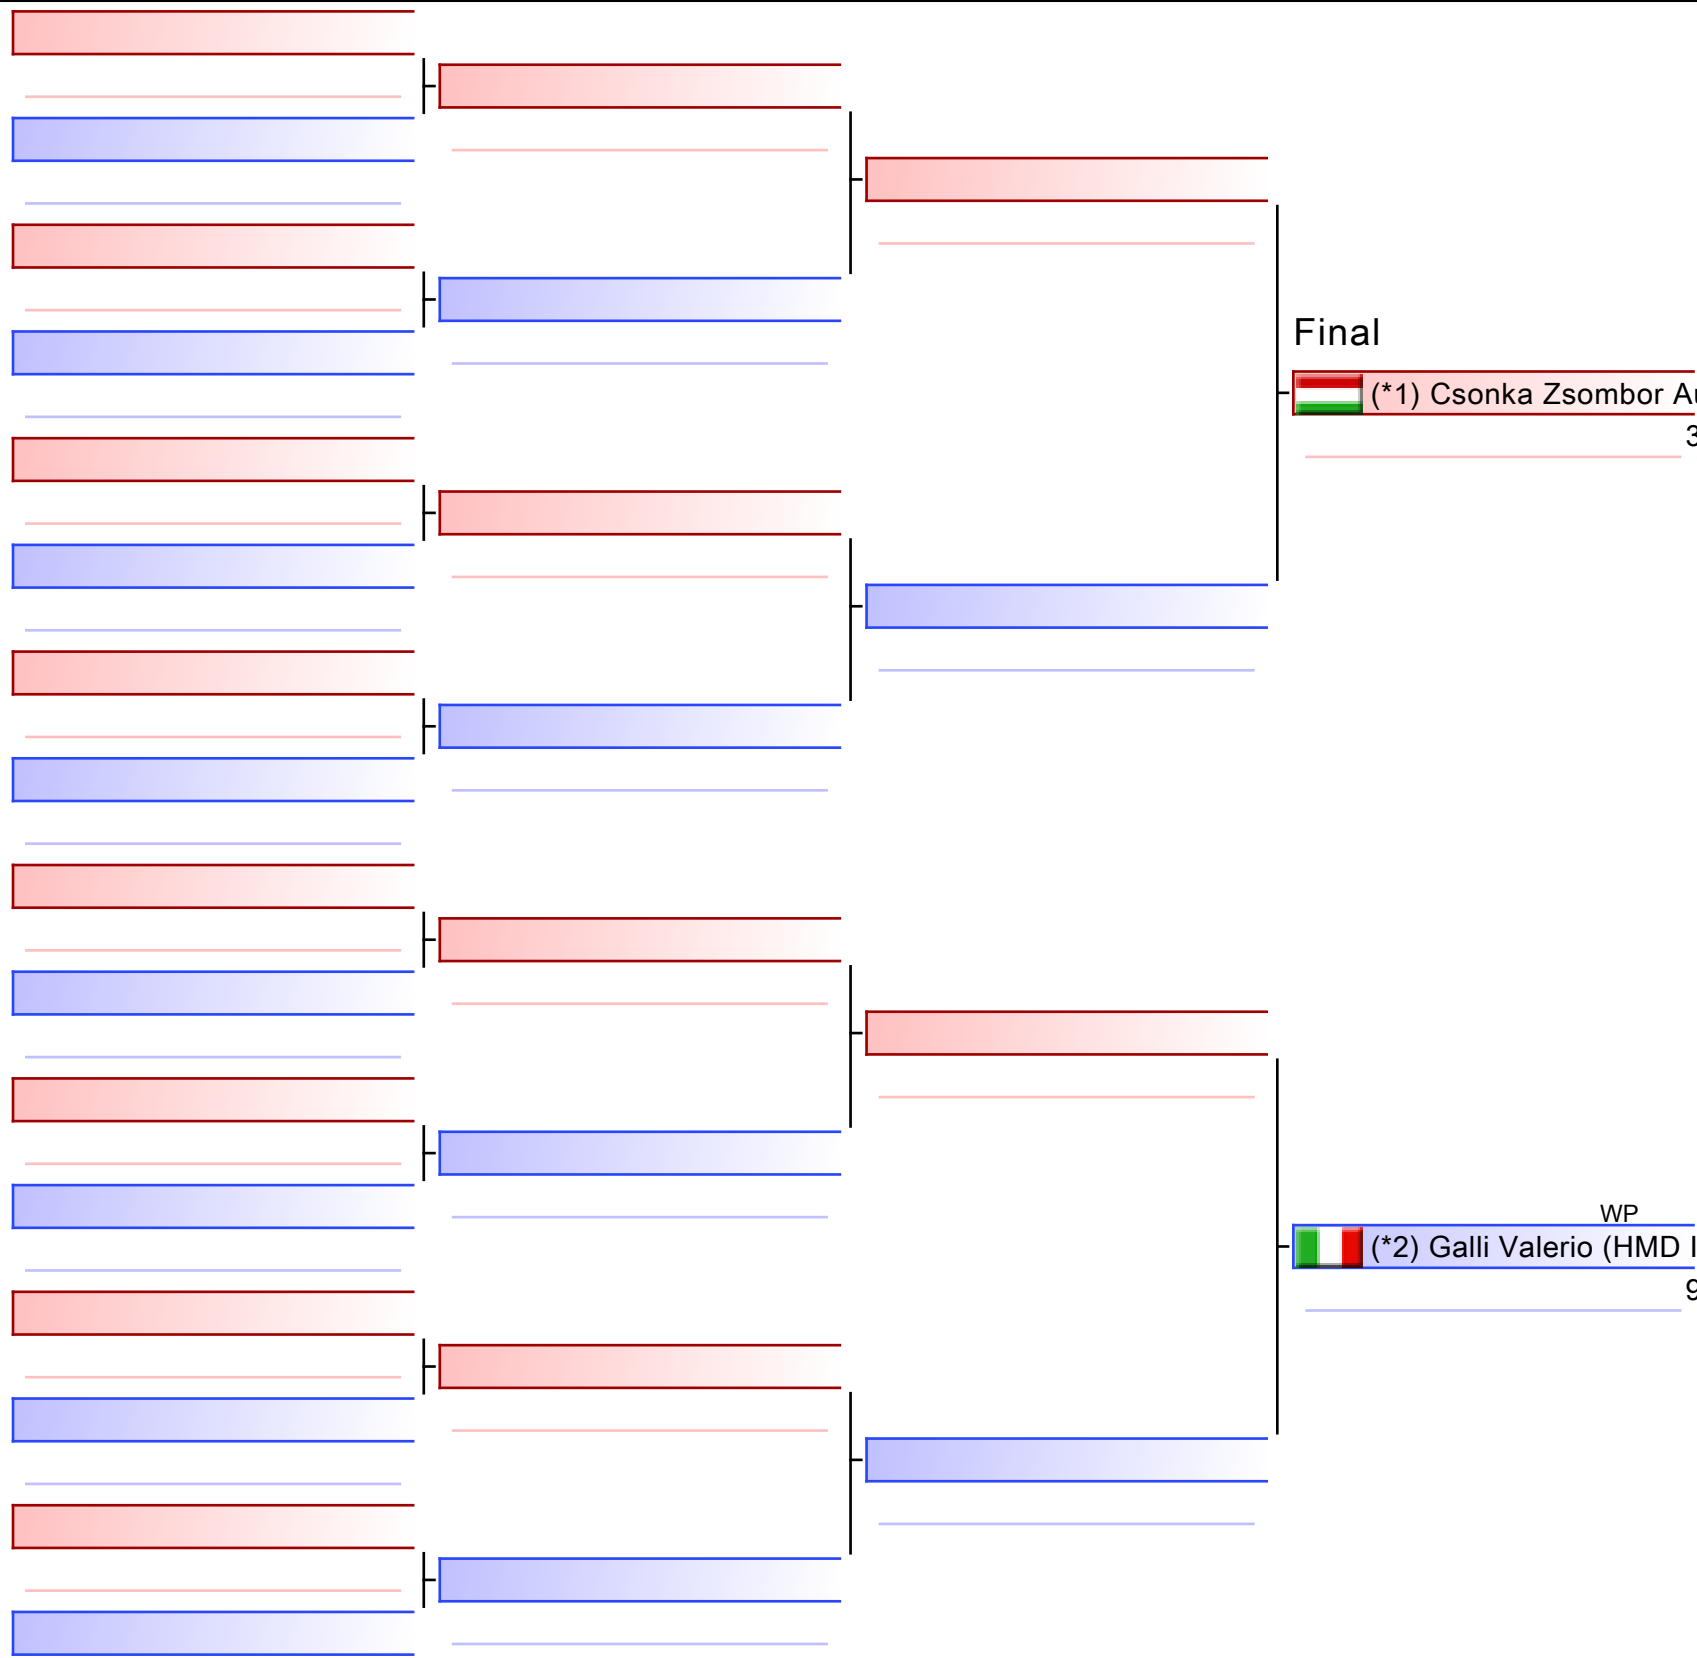 Final
(*1) Csonka Zsombor
3
WP
(*2) Galli Valerio (HMD
9